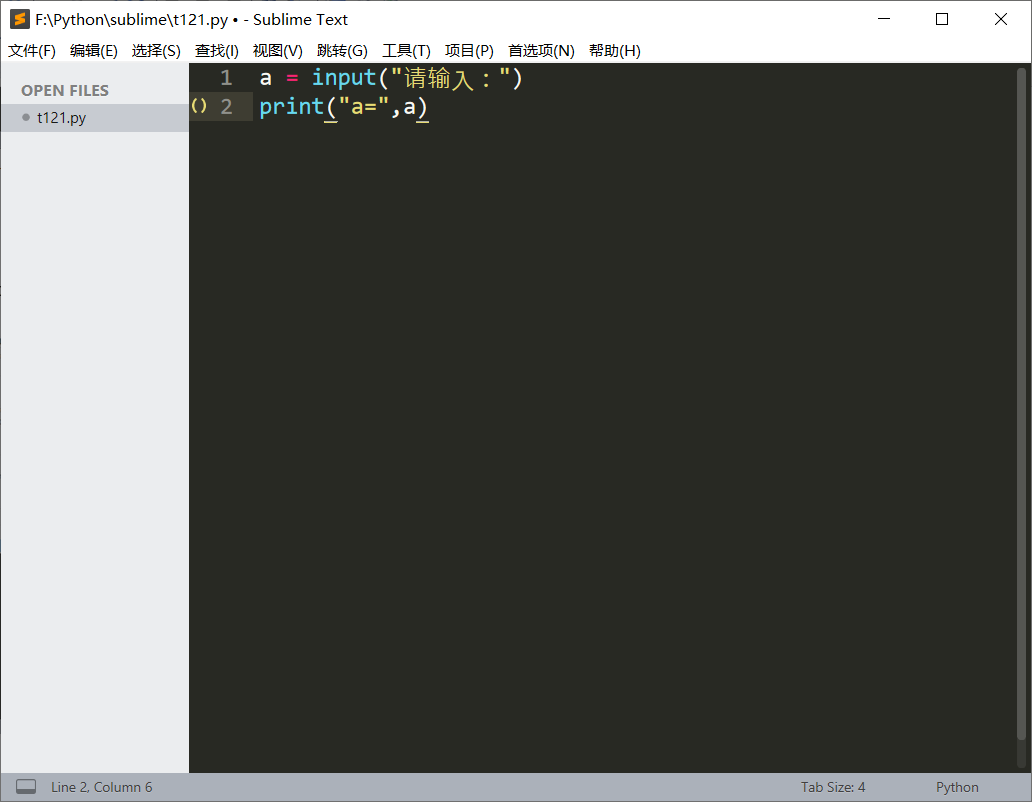 F:\Python\sublime\t121.py • - Sublime Text
文件(F) 编辑(E) 选择(S) 查找(I) 视图(V) 跳转(G) 工具(T) 项目(P) 首选项(N) 帮助(H)
OPEN FILES
t121.py
1 a = input("请输入：")
() 2 print("a=",a)
Line 2, Column 6 Tab Size: 4 Python